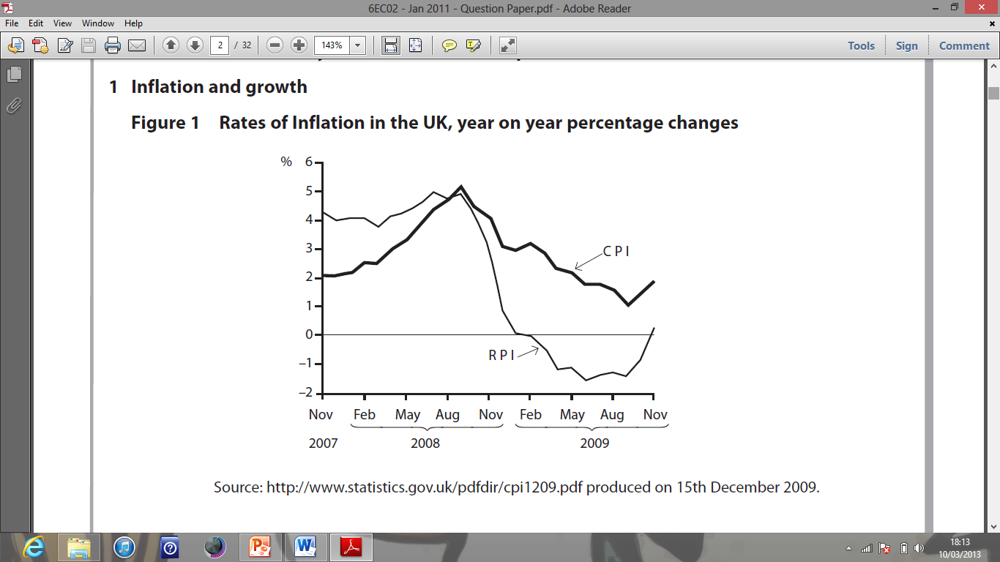 6EC02 - Jan 2011 - Question Paper.pdf - Adobe Reader
File Edit View Window Help
2 / 32 143% Tools Sign Comment
1 Inflation and growth
Figure 1 Rates of Inflation in the UK, year on year percentage changes
% 6
5
4
3
2
1
0
–1
–2
CPI
RPI
Nov Feb May Aug Nov Feb May Aug Nov
2007 2008 2009
Source: http://www.statistics.gov.uk/pdfdir/cpi1209.pdf produced on 15th December 2009.
18:13
10/03/2013